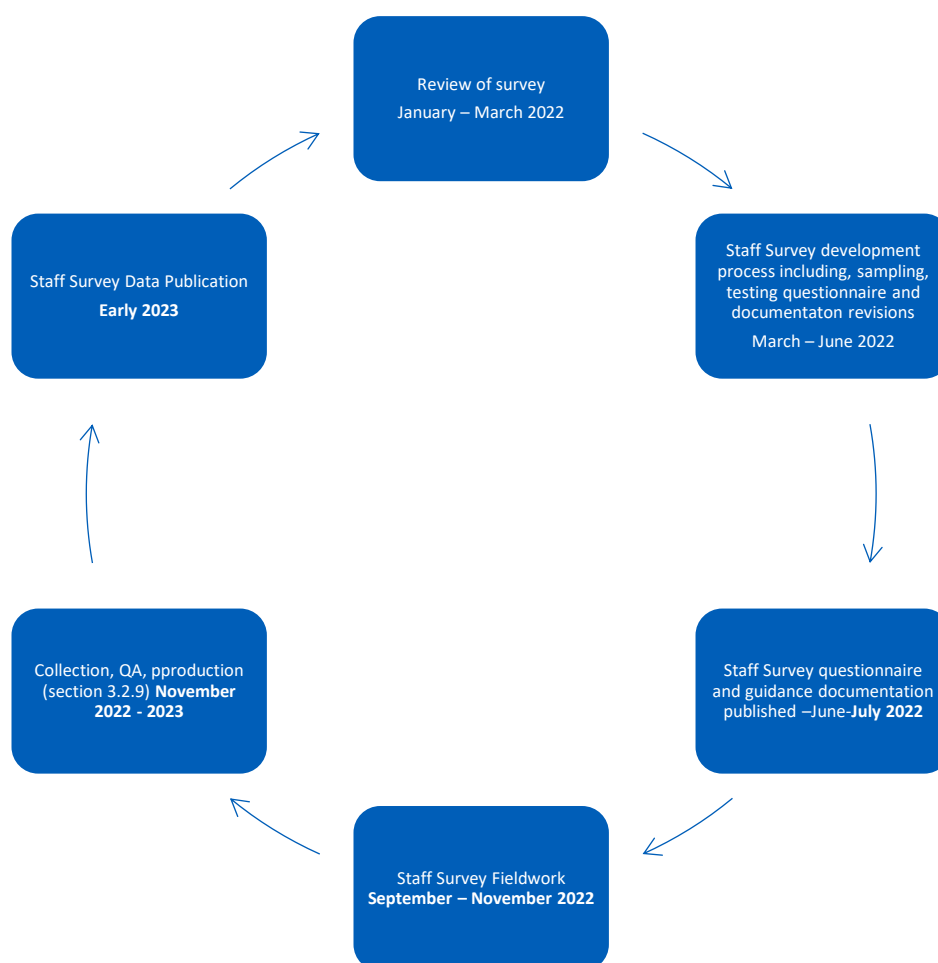 Review of survey
January – March 2022
Staff Survey development
process including, sampling,
testing questionnaire and
documentaton revisions
March – June 2022
Staff Survey questionnaire
and guidance documentation
published –June-July 2022
Staff Survey Fieldwork
September – November 2022
Collection, QA, pproduction
(section 3.2.9) November
2022 - 2023
Staff Survey Data Publication
Early 2023